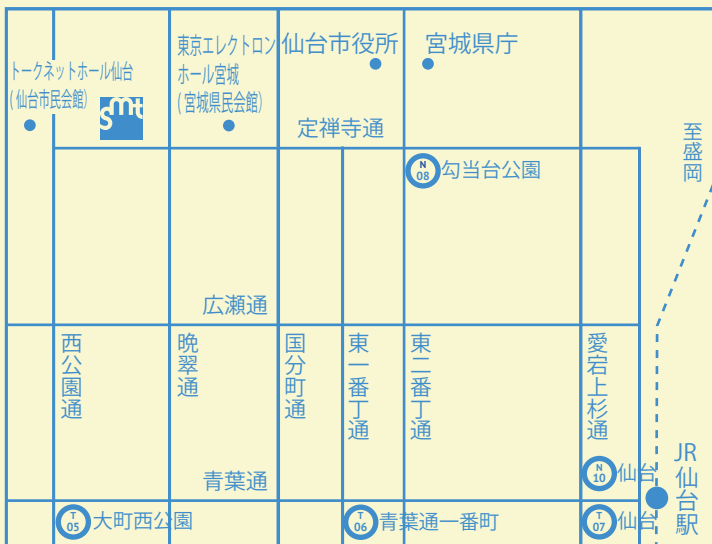 トークネットホール仙台
(仙台市民会館)
smt
東京エレクトロン
ホール宮城
(宮城県民会館)
仙台市役所
宮城県庁
定禅寺通
至盛岡
N
08
勾当台公園
広瀬通
西公園通
晩翠通
国分町通
東一番丁通
東二番丁通
愛宕上杉通
青葉通
N
10
仙台
JR
仙台駅
T
05
大町西公園
T
06
青葉通一番町
T
07
仙台